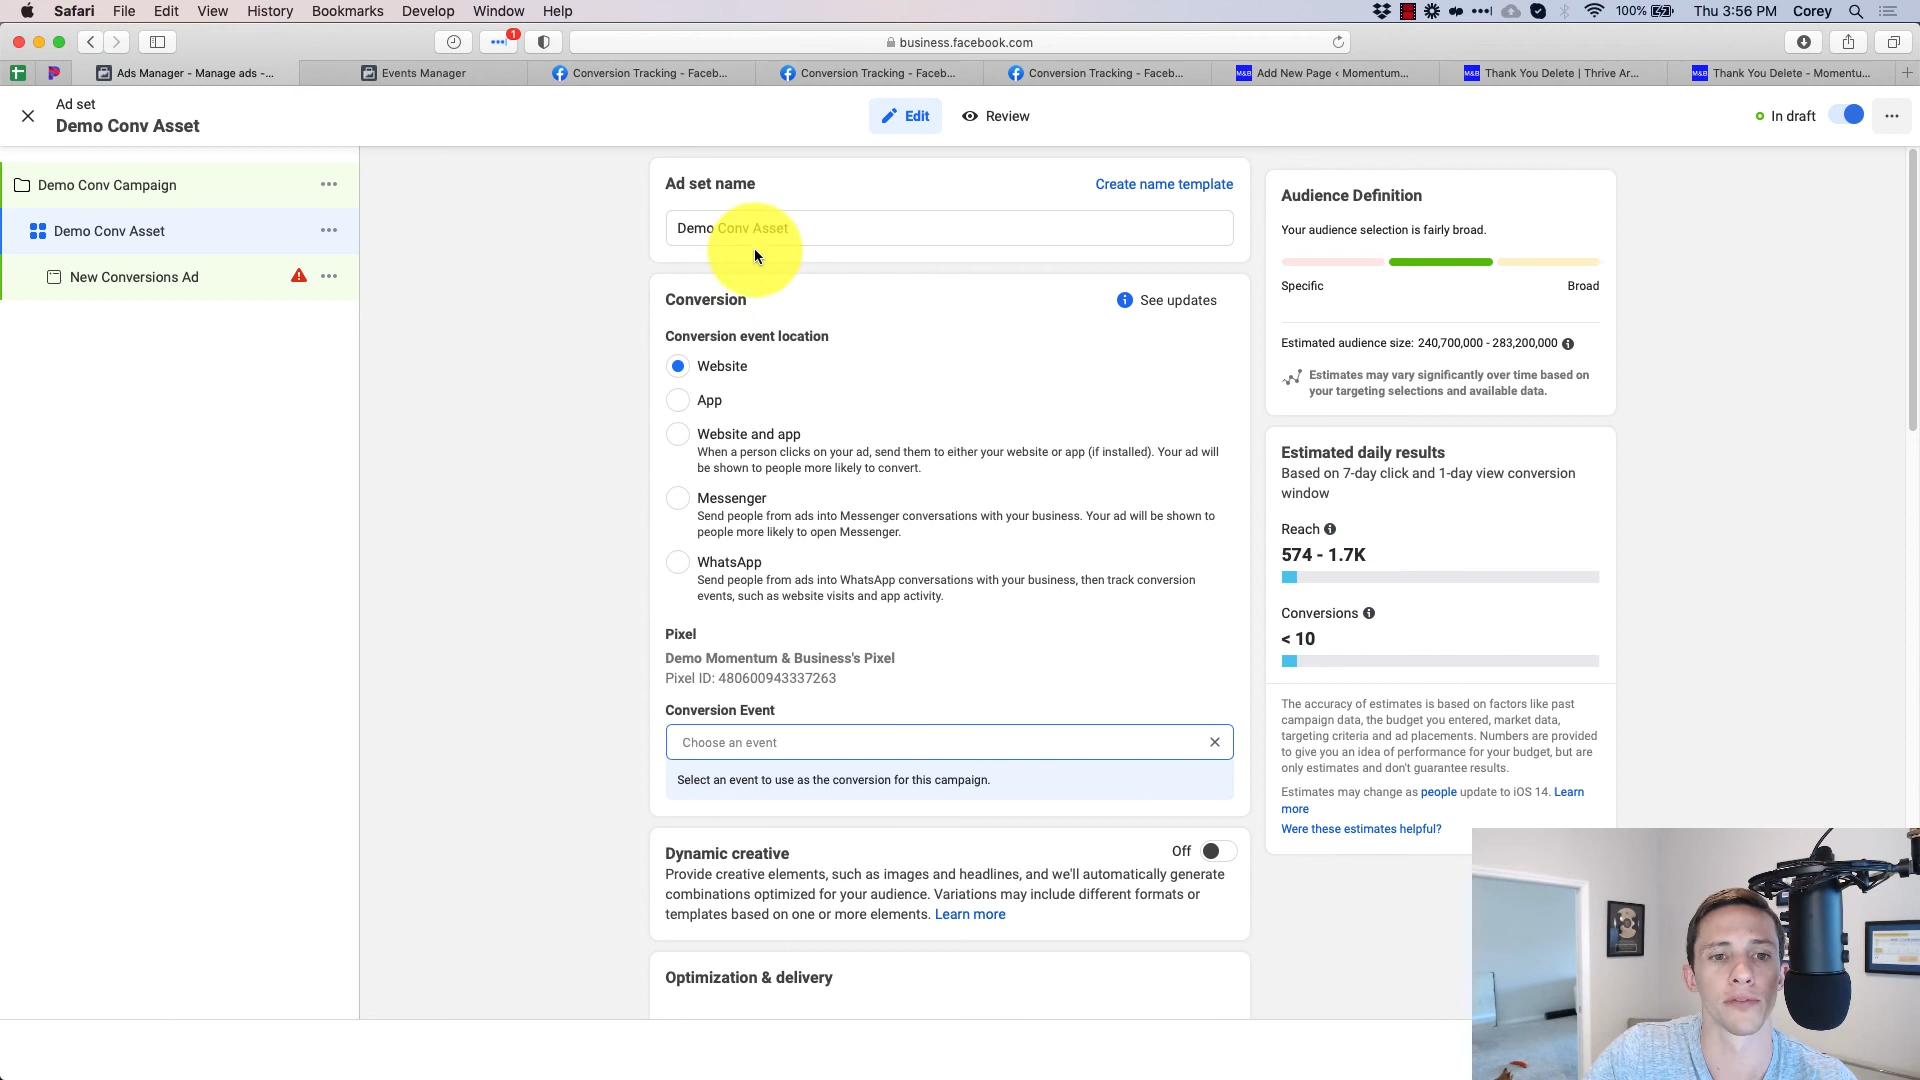 Safari File Edit View History Bookmarks Develop Window Help 100% Thu 3:56 PM Corey
1 business.facebook.com
Ads Manager - Manage ads -... Events Manager Conversion Tracking - Faceb... Conversion Tracking - Faceb... Conversion Tracking - Faceb... M&B Add New Page ‹ Momentum... M&B Thank You Delete | Thrive Ar... M&B Thank You Delete - Momentu...
Ad set
Demo Conv Asset
Edit Review
In draft
Demo Conv Campaign
Demo Conv Asset
New Conversions Ad
Ad set name Create name template
Demo Conv Asset
Conversion See updates
Conversion event location
Website
App
Website and app
When a person clicks on your ad, send them to either your website or app (if installed). Your ad will
be shown to people more likely to convert.
Messenger
Send people from ads into Messenger conversations with your business. Your ad will be shown to
people more likely to open Messenger.
WhatsApp
Send people from ads into WhatsApp conversations with your business, then track conversion
events, such as website visits and app activity.
Pixel
Demo Momentum & Business's Pixel
Pixel ID: 480600943337263
Conversion Event
Choose an event
Select an event to use as the conversion for this campaign.
Dynamic creative Off
Provide creative elements, such as images and headlines, and we'll automatically generate
combinations optimized for your audience. Variations may include different formats or
templates based on one or more elements. Learn more
Optimization & delivery
Audience Definition
Your audience selection is fairly broad.
Specific Broad
Estimated audience size: 240,700,000 - 283,200,000
Estimates may vary significantly over time based on
your targeting selections and available data.
Estimated daily results
Based on 7-day click and 1-day view conversion
window
Reach
574 - 1.7K
Conversions
< 10
The accuracy of estimates is based on factors like past
campaign data, the budget you entered, market data,
targeting criteria and ad placements. Numbers are provided
to give you an idea of performance for your budget, but are
only estimates and don't guarantee results.
Estimates may change as people update to iOS 14. Learn
more
Were these estimates helpful?